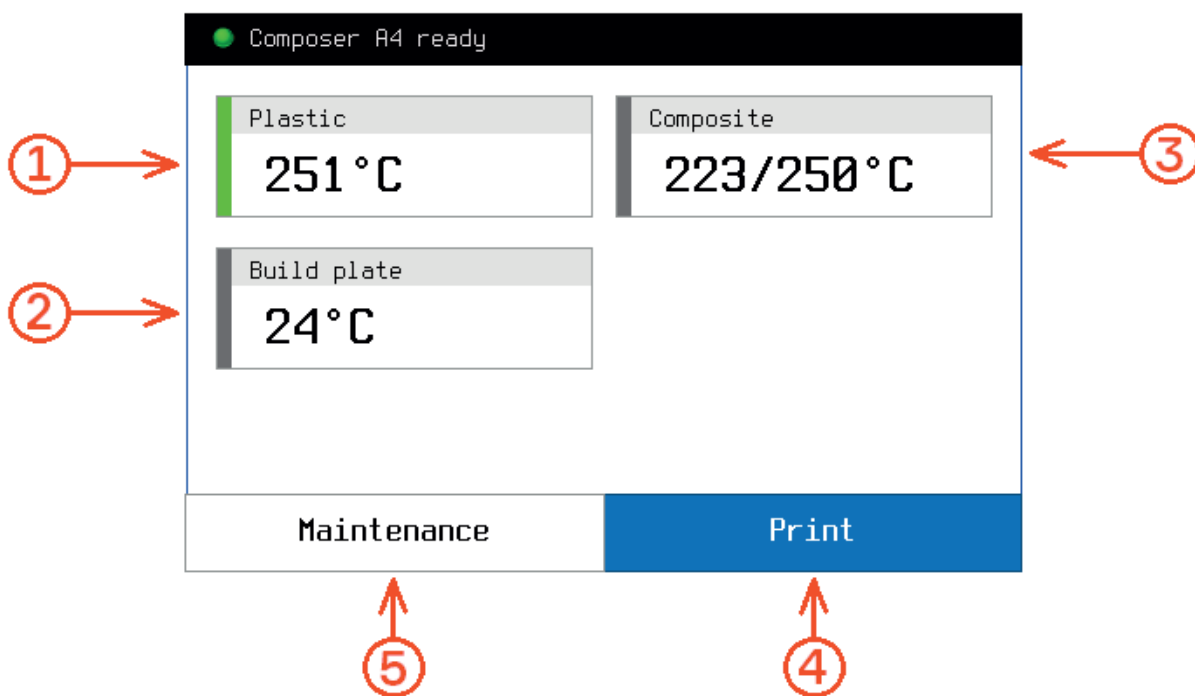 Composer A4 ready
Plastic
251°C
Composite
223/250°C
Build plate
24°C
Maintenance
Print
1
2
3
4
5